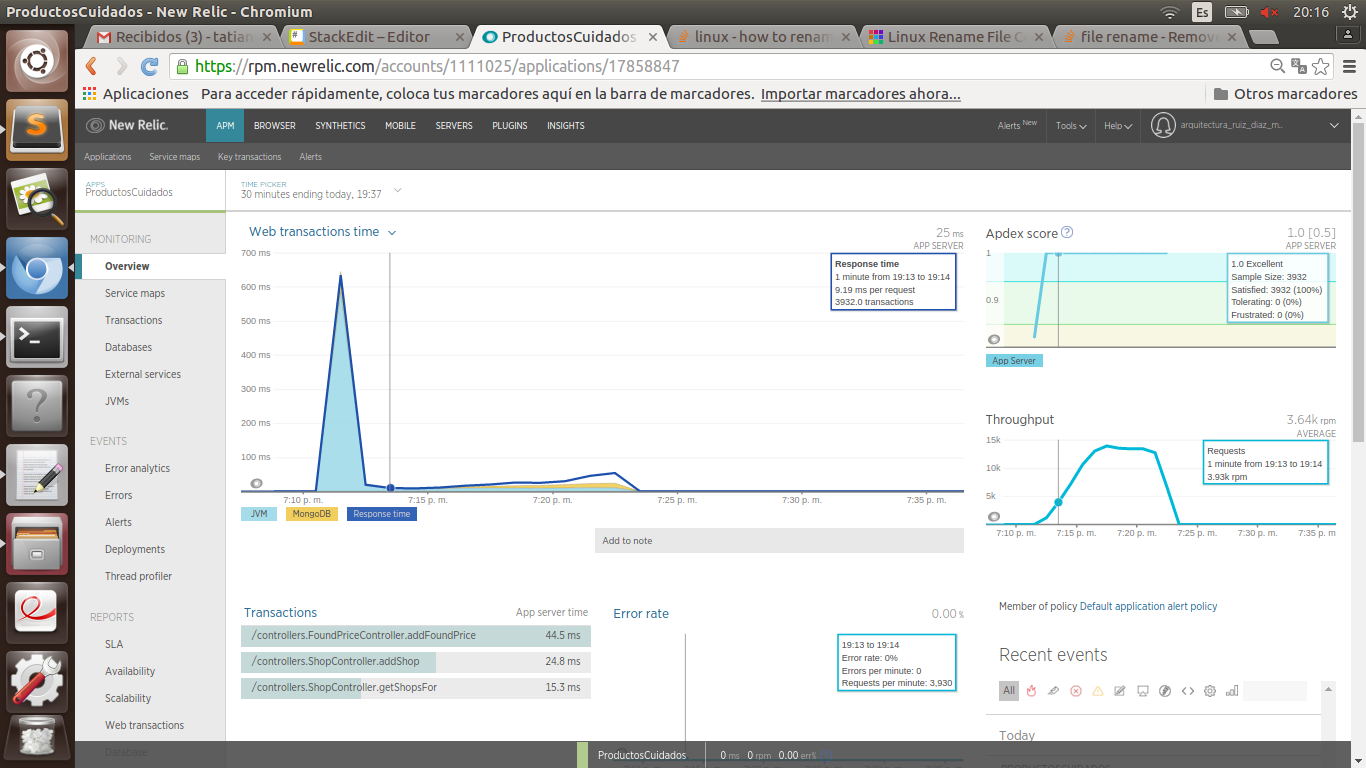 ProductosCuidados - New Relic - Chromium
Es
20:16
Recibidos (3) - tatian
StackEdit – Editor
ProductosCuidados
linux - how to renam
Linux Rename File C
file rename - Remov
https://rpm.newrelic.com/accounts/1111025/applications/17858847
Aplicaciones
Para acceder rápidamente, coloca tus marcadores aquí en la barra de marcadores. Importar marcadores ahora...
Otros marcadores
New Relic.
APM
BROWSER
SYNTHETICS
MOBILE
SERVERS
PLUGINS
INSIGHTS
Alerts New
Tools
Help
arquitectura_ruiz_diaz_m..
Applications
Service maps
Key transactions
Alerts
APPS
ProductosCuidados
TIME PICKER
30 minutes ending today, 19:37
MONITORING
Overview
Service maps
Transactions
Databases
External services
JVMs
EVENTS
Error analytics
Errors
Alerts
Deployments
Thread profiler
REPORTS
SLA
Availability
Scalability
Web transactions
Database
Web transactions time
25 ms
APP SERVER
700 ms
600 ms
500 ms
400 ms
300 ms
200 ms
100 ms
Response time
1 minute from 19:13 to 19:14
9.19 ms per request
3932.0 transactions
7:10 p. m.
7:15 p. m.
7:20 p. m.
7:25 p. m.
7:30 p. m.
7:35 p. m.
JVM
MongoDB
Response time
Add to note
Apdex score
?
1.0 [0.5]
APP SERVER
1
0.9
1.0 Excellent
Sample Size: 3932
Satisfied: 3932 (100%)
Tolerating: 0 (0%)
Frustrated: 0 (0%)
App Server
Throughput
3.64k rpm
AVERAGE
15k
10k
5k
Requests
1 minute from 19:13 to 19:14
3.93k rpm
7:10 p. m.
7:15 p. m.
7:20 p. m.
7:25 p. m.
7:30 p. m.
7:35 p. m
Transactions
App server time
/controllers.FoundPriceController.addFoundPrice
44.5 ms
/controllers.ShopController.addShop
24.8 ms
/controllers.ShopController.getShopsFor
15.3 ms
Error rate
0.00 %
19:13 to 19:14
Error rate: 0%
Errors per minute: 0
Requests per minute: 3,930
Member of policy Default application alert policy
Recent events
All
Today
ProductosCuidados
0 ms
0 rpm
0.00 err%